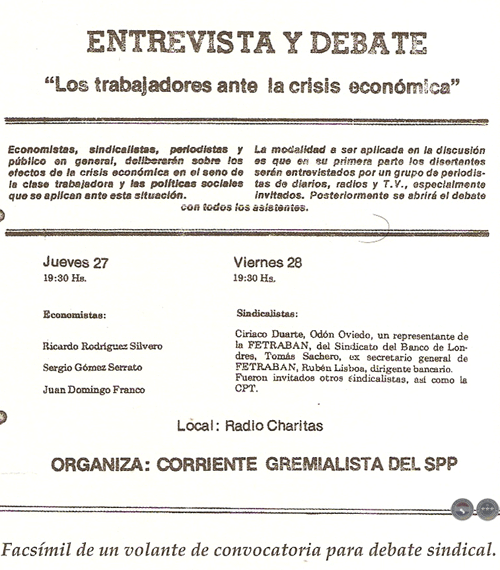 ENTREVISTA Y DEBATE
“Los trabajadores ante la crisis económica”
Economistas, sindicalistas, periodistas y
público en general, deliberarán sobre los
efectos de la crisis económica en el seno de
la clase trabajadora y las políticas sociales
que se aplican ante esta situación.
La modalidad a ser aplicada en la discusión
es que en su primera parte los disertantes
serán entrevistados por un grupo de periodis-
tas de diarios, radios y T.V., especialmente
invitados. Posteriormente se abrirá el debate
con todos los asistentes.
Jueves 27
19:30 Hs.
Economistas:
Ricardo Rodríguez Silvero
Sergio Gómez Serrato
Juan Domingo Franco
Viernes 28
19:30 Hs.
Sindicalistas:
Ciriaco Duarte, Odón Oviedo, un representante de
la FETRABAN, del Sindicato del Banco de Lon-
dres, Tomás Sachero, ex secretario general de
FETRABAN, Rubén Lisboa, dirigente bancario.
Fueron invitados otros sindicalistas, así como la
CPT.
Local: Radio Charitas
ORGANIZA: CORRIENTE GREMIALISTA DEL SPP
Facsímil de un volante de convocatoria para debate sindical.